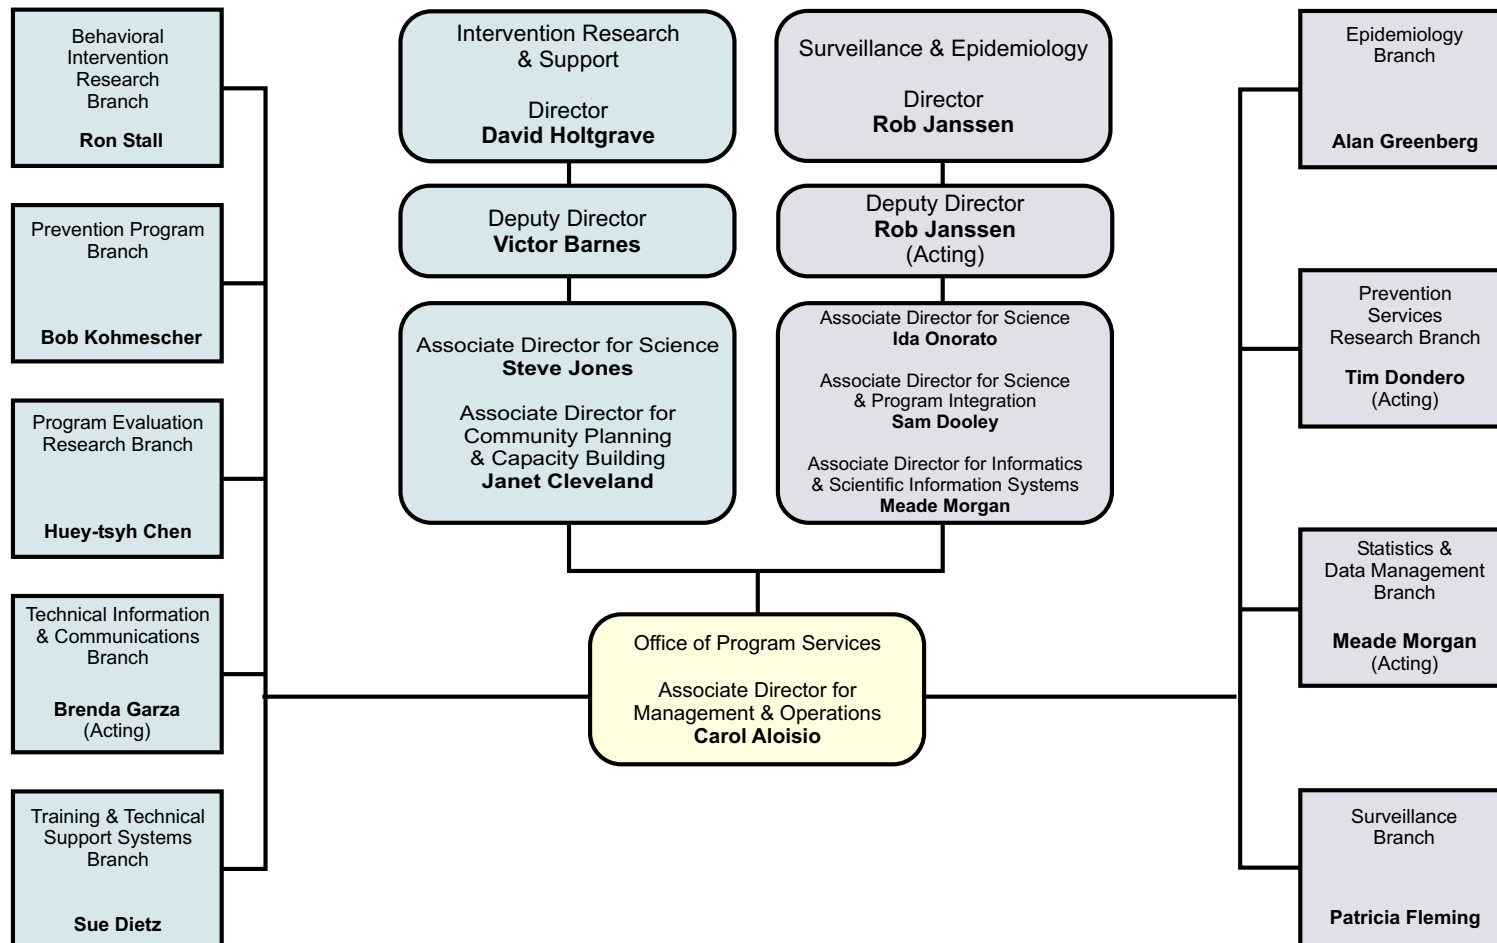 Behavioral
Intervention
Research
Branch
Ron Stall
Prevention Program
Branch
Bob Kohmescher
Program Evaluation
Research Branch
Huey-tsyh Chen
Technical Information
& Communications
Branch
Brenda Garza
(Acting)
Training & Technical
Support Systems
Branch
Sue Dietz
Intervention Research
& Support
Director
David Holtgrave
Deputy Director
Victor Barnes
Associate Director for Science
Steve Jones
Associate Director for
Community Planning
& Capacity Building
Janet Cleveland
Surveillance & Epidemiology
Director
Rob Janssen
Deputy Director
Rob Janssen
(Acting)
Associate Director for Science
Ida Onorato
Associate Director for Science
& Program Integration
Sam Dooley
Associate Director for Informatics
& Scientific Information Systems
Meade Morgan
Office of Program Services
Associate Director for
Management & Operations
Carol Aloisio
Epidemiology
Branch
Alan Greenberg
Prevention
Services
Research Branch
Tim Dondero
(Acting)
Statistics &
Data Management
Branch
Meade Morgan
(Acting)
Surveillance
Branch
Patricia Fleming